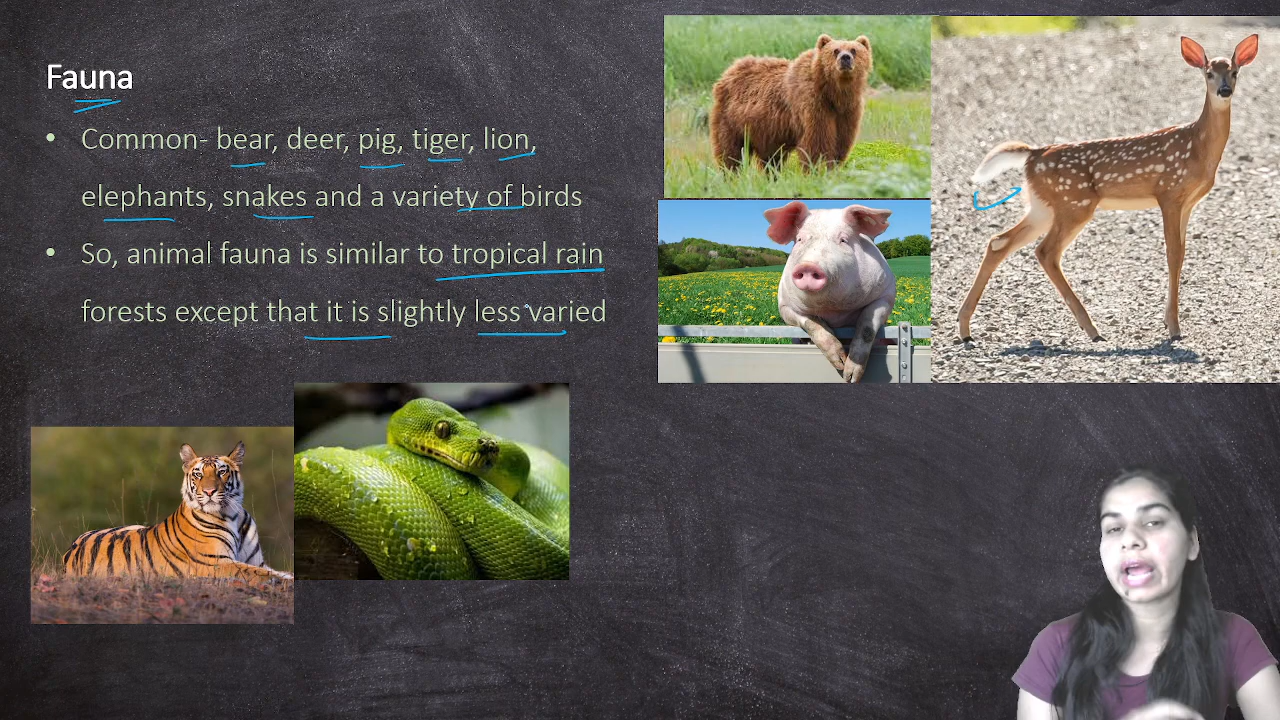 Fauna
• Common- bear, deer, pig, tiger, lion,
elephants, snakes and a variety of birds
• So, animal fauna is similar to tropical rain
forests except that it is slightly less varied